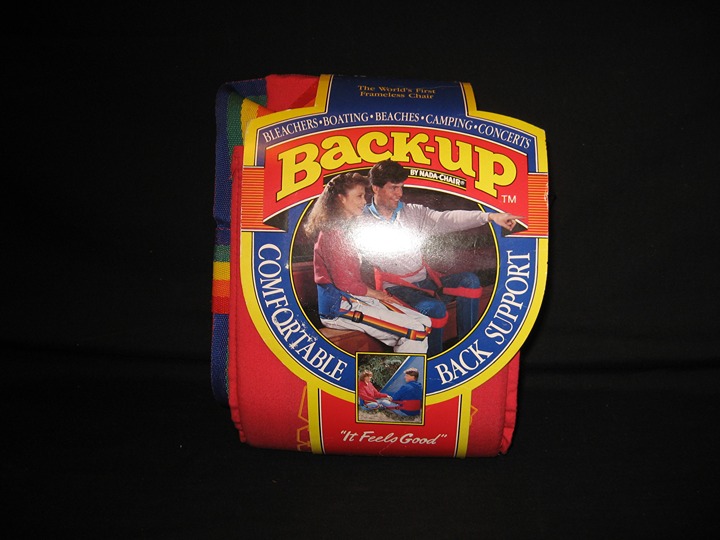 The World's First
Frameless Chair
BLEACHERS•BOATING•BEACHES•CAMPING•CONCERTS
BACK-UP
BY NADA-CHAIR®
TM
COMFORTABLE
BACK SUPPORT
"It Feels Good"